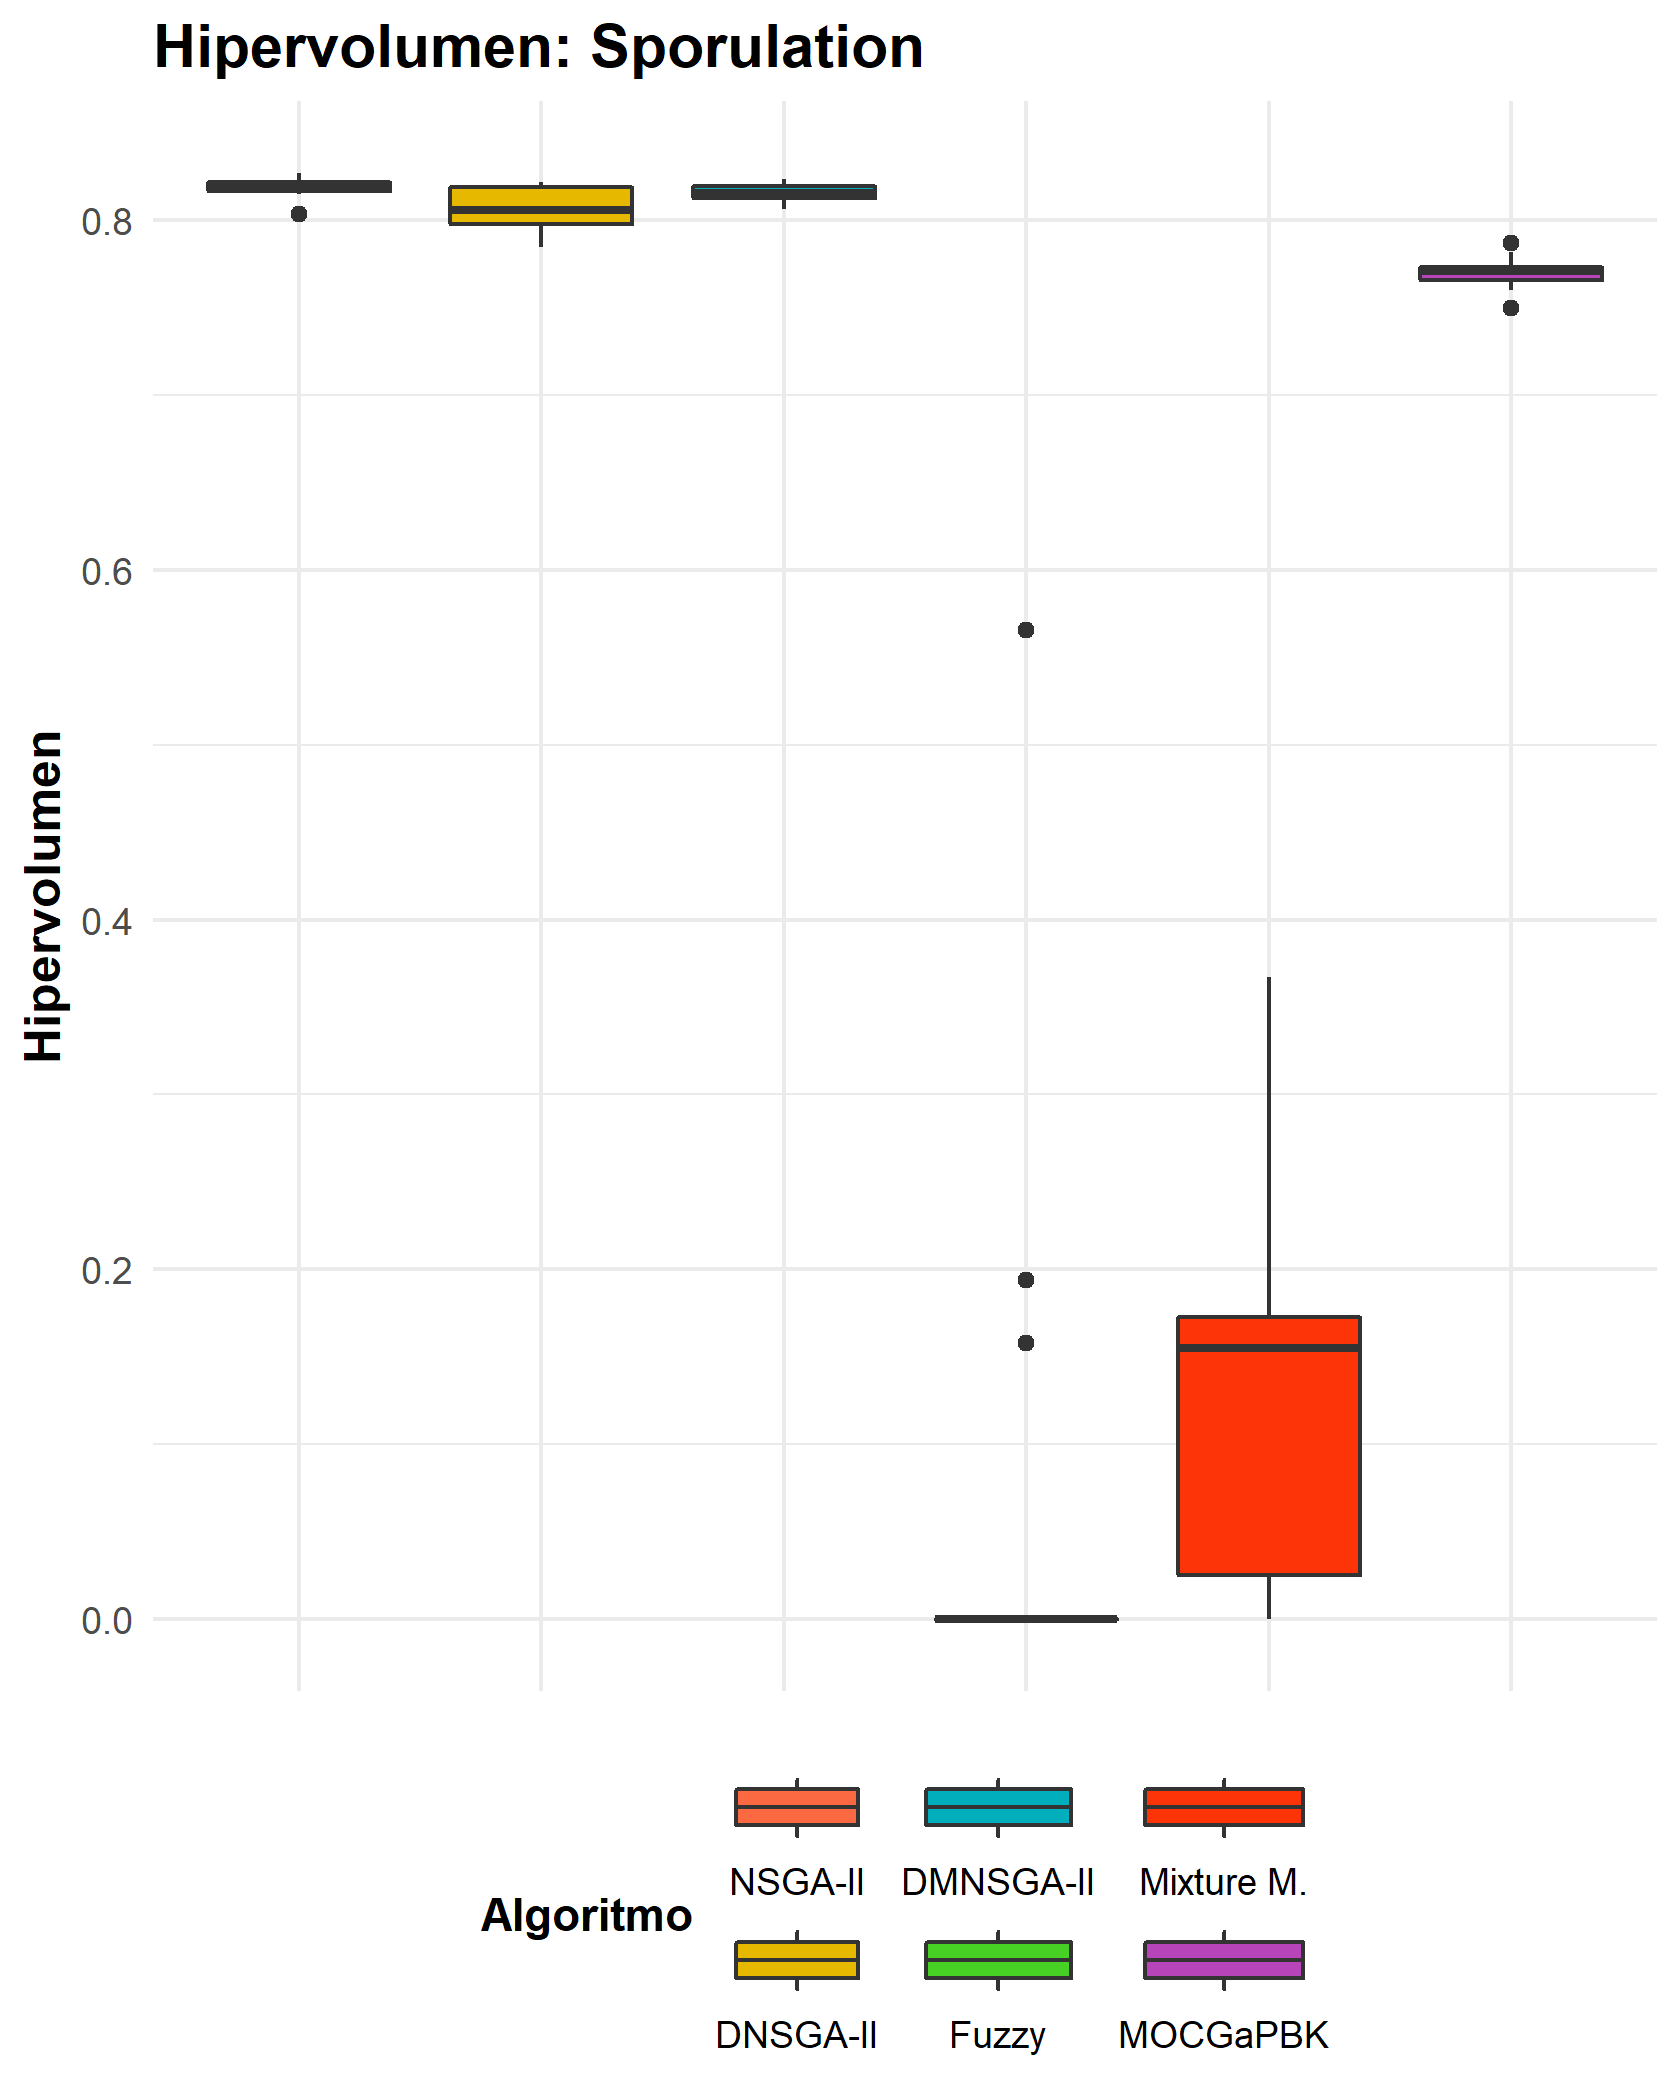 Hipervolumen: Sporulation
Hipervolumen
0.8
0.6
0.4
0.2
0.0
Algoritmo
NSGA-II DMNSGA-II Mixture M.
DNSGA-II Fuzzy MOCGaPBK